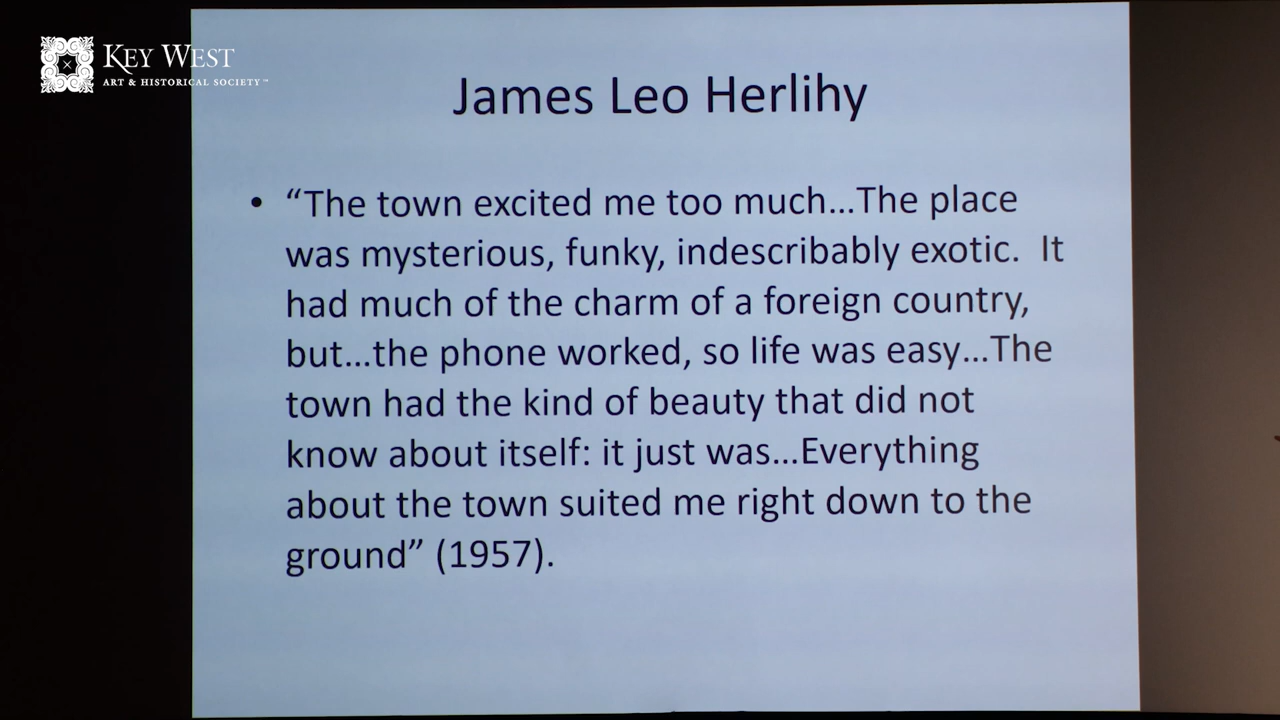 KEY WEST
ART & HISTORICAL SOCIETY™
James Leo Herlihy
• “The town excited me too much...The place
was mysterious, funky, indescribably exotic.  It
had much of the charm of a foreign country,
but...the phone worked, so life was easy...The
town had the kind of beauty that did not
know about itself: it just was...Everything
about the town suited me right down to the
ground” (1957).